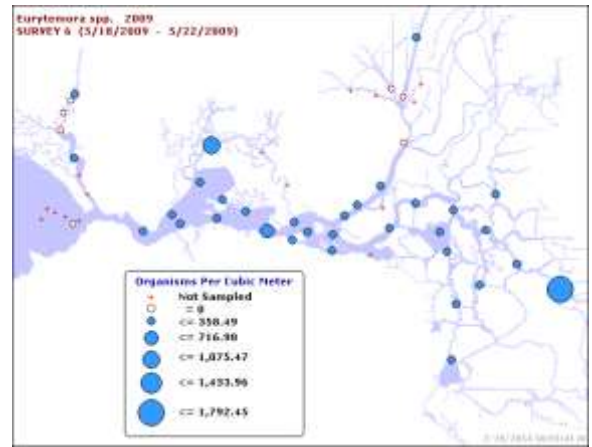 Eurytemora spp. 2009
SURVEY 6 (5/18/2009 - 5/22/2009)
Organisms Per Cubic Meter
Not Sampled
= 0
<= 358.49
<= 716.98
<= 1,075.47
<= 1,433.96
<= 1,792.45